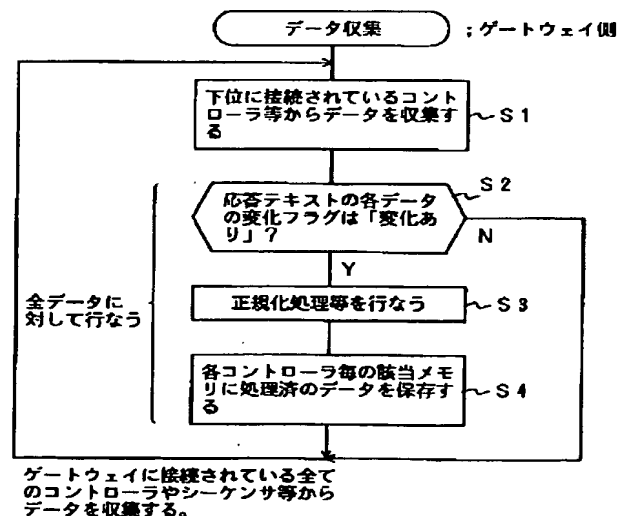 データ収集
;ゲートウェイ側
下位に接続されているコント
ローラ等からデータを収集す
る
S1
S2
応答テキストの各データ
の変化フラグは「変化あ
り」?
N
Y
全データに
対して行なう
正規化処理等を行なう
S3
各コントローラ毎の該当メモ
リに処理済のデータを保存す
る
S4
ゲートウェイに接続されている全て
のコントローラやシーケンサ等から
データを収集する。